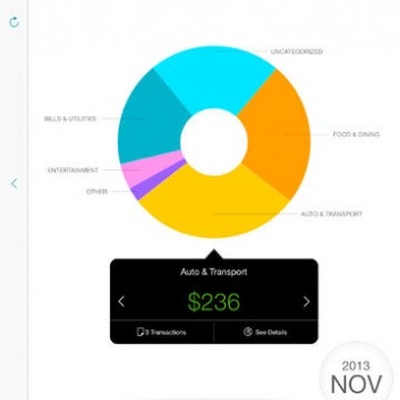 UNCATEGORIZED
BILLS & UTILITIES
FOOD & DINING
ENTERTAINMENT
OTHER
AUTO & TRANSPORT
Auto & Transport
$236
3 Transactions
See Details
2013
NOV